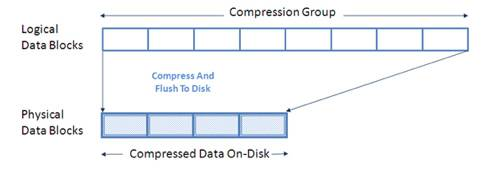 Compression Group
Logical
Data Blocks
Compress And
Flush To Disk
Physical
Data Blocks
Compressed Data On-Disk